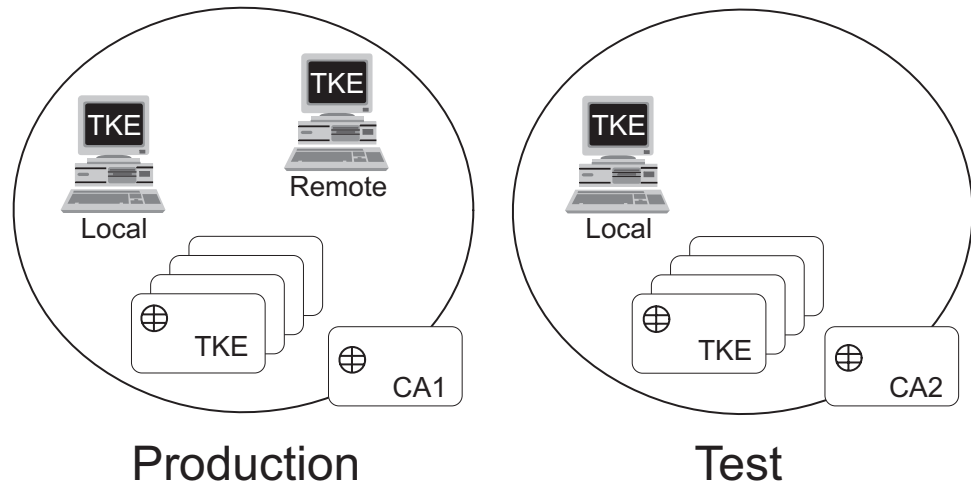 TKE
TKE
Remote
Local
TKE
CA1
Production
TKE
Local
TKE
CA2
Test